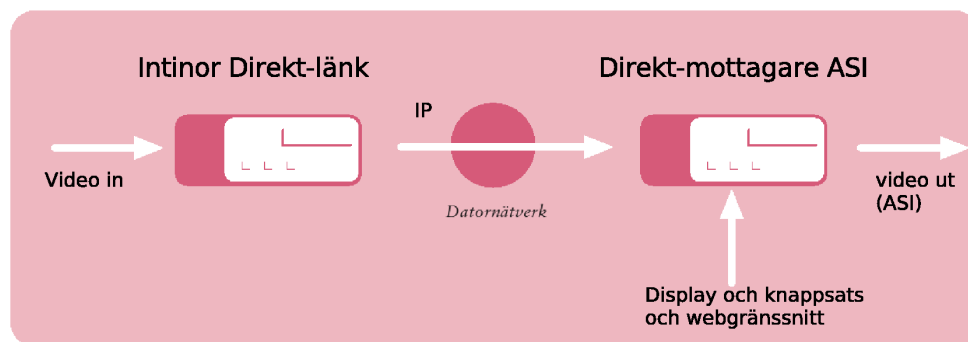 Intinor Direkt-länk
Direkt-mottagare ASI
IP
Video in
Datornätverk
video ut
(ASI)
Display och knappsats
och webgränssnitt